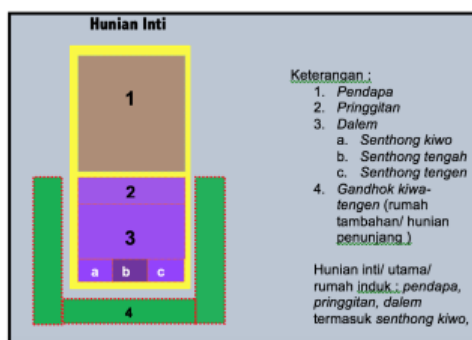 Hunian Inti
1
2
3
a b c
4
Keterangan :
1. Pendapa
2. Pringgitan
3. Dalem
a. Senthong kiwo
b. Senthong tengah
c. Senthong tengen
4. Gandhok kiwa-
tengen (rumah
tambahan/ hunian
penunjang )
Hunian inti/ utama/
rumah induk : pendapa,
pringgitan, dalem
termasuk senthong kiwo,